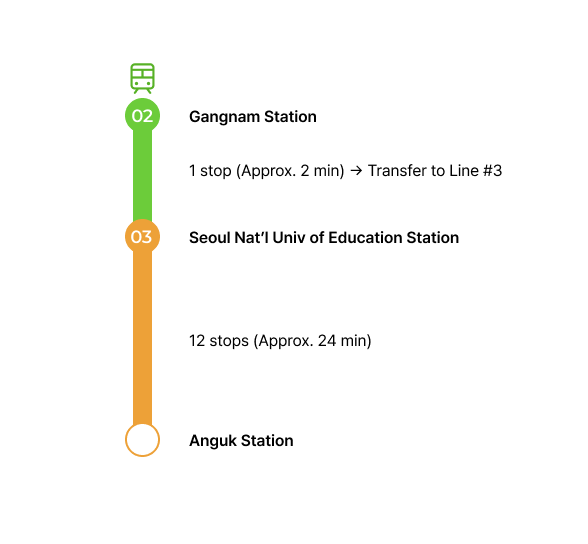 02
Gangnam Station
1 stop (Approx. 2 min) → Transfer to Line #3
03
Seoul Nat’l Univ of Education Station
12 stops (Approx. 24 min)
Anguk Station